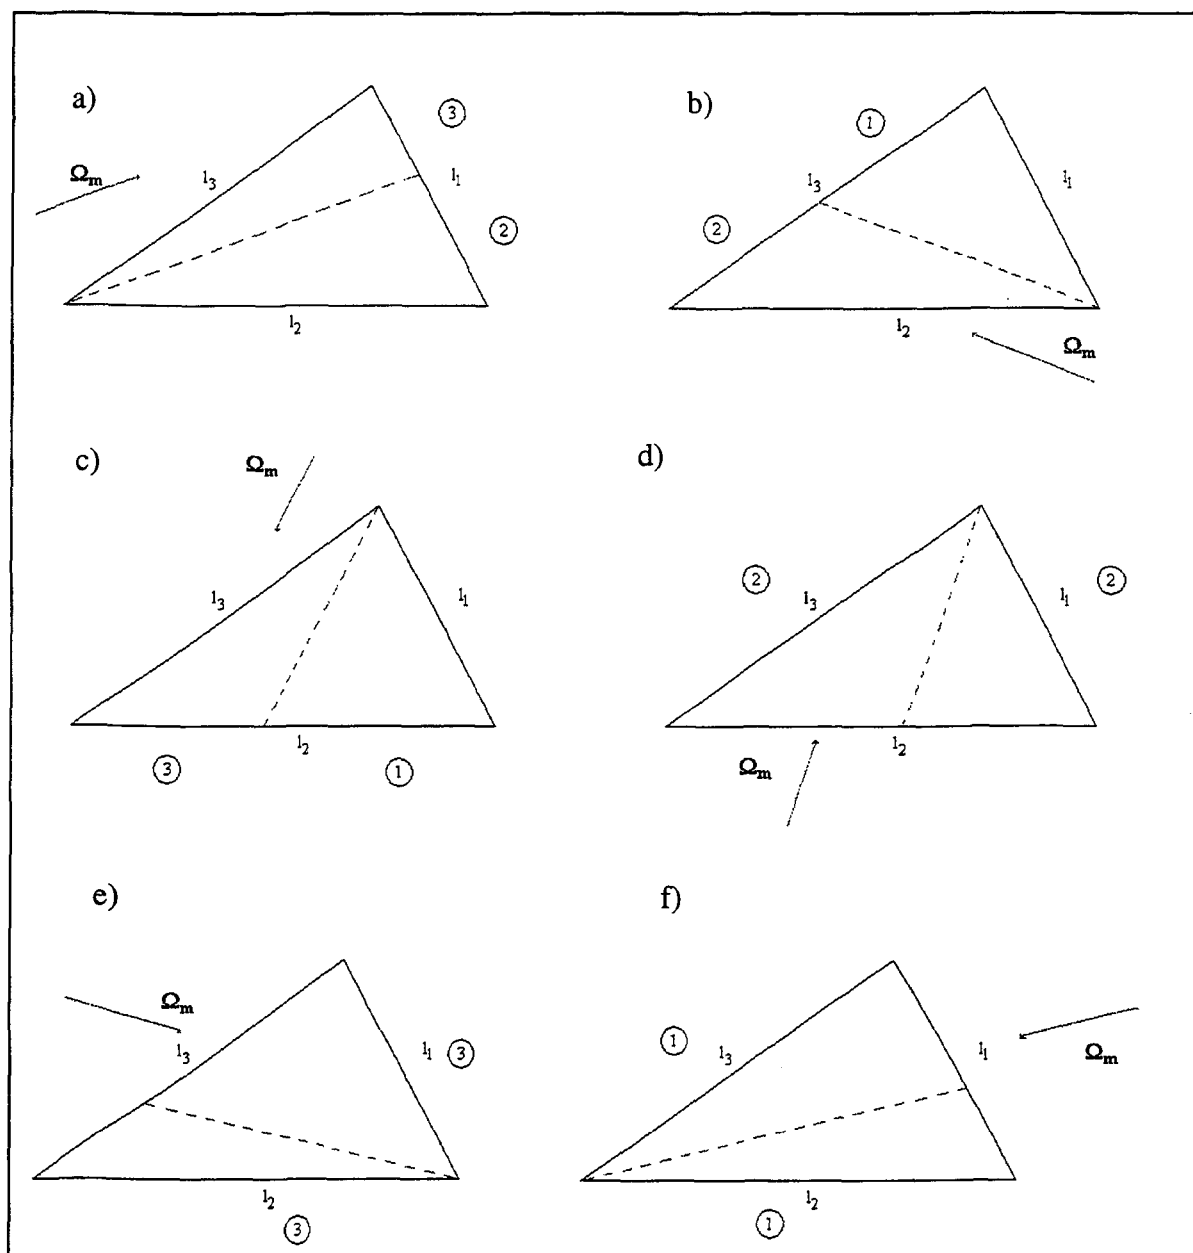 a)
③
Ωm
l3
l1
②
l2
b)
①
l3
l1
②
l2
Ωm
c)
Ωm
l3
l1
l2
③
①
d)
②
l3
l1
②
l2
Ωm
e)
Ωm
l3
l1
③
l2
③
f)
①
l3
l1
Ωm
l2
①